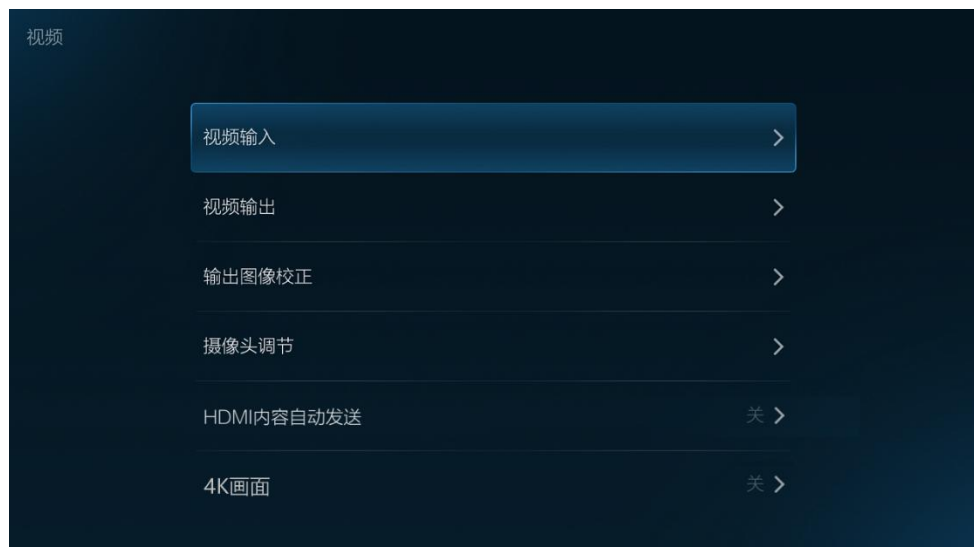 视频
视频输入
视频输出
输出图像校正
摄像头调节
HDMI内容自动发送 关
4K画面 关